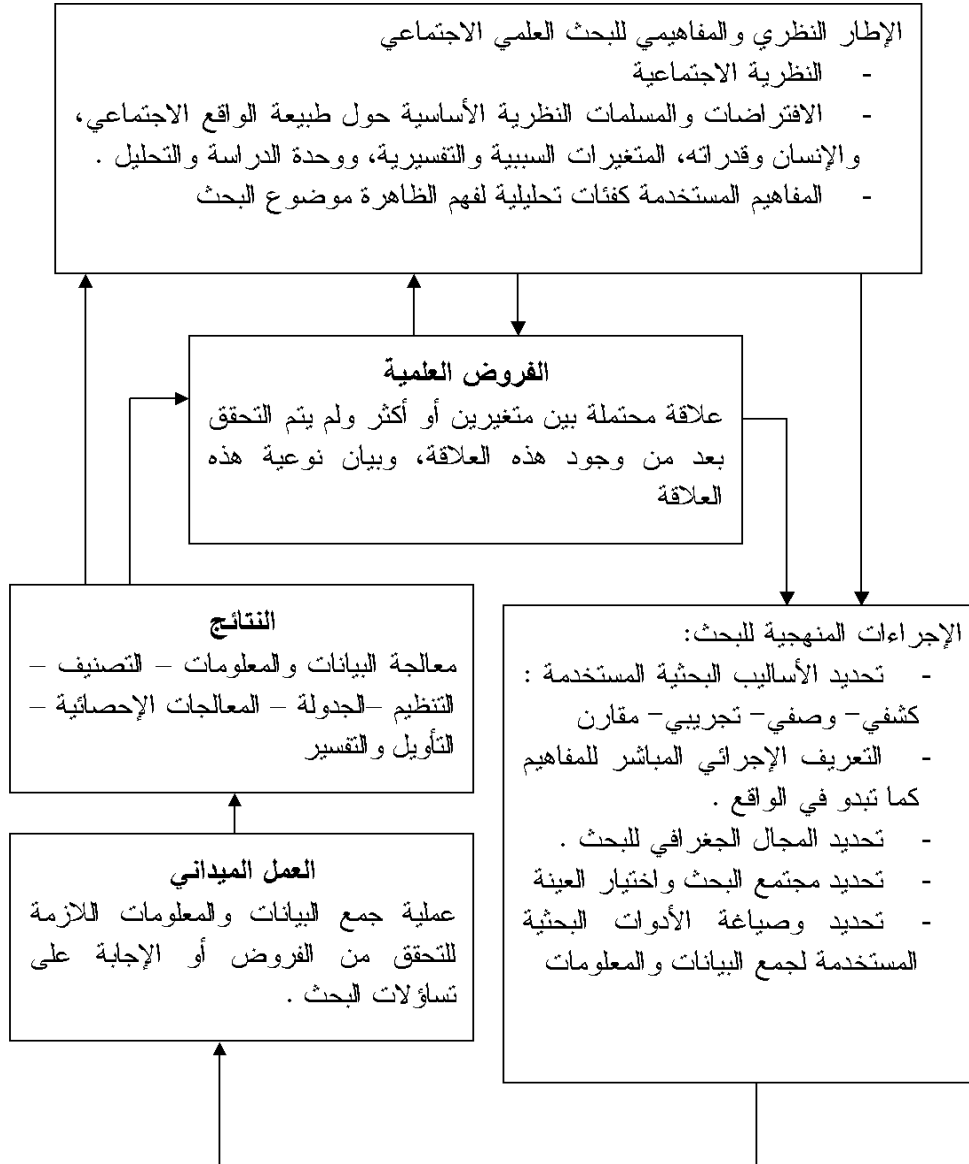 الإطار النظري والمفاهيمي للبحث العلمي الاجتماعي
- النظرية الاجتماعية
- الافتراضات والمسلمات النظرية الأساسية حول طبيعة الواقع الاجتماعي،
والإنسان وقدراته، المتغيرات السببية والتفسيرية، ووحدة الدراسة والتحليل .
- المفاهيم المستخدمة كفئات تحليلية لفهم الظاهرة موضوع البحث
الفروض العلمية
علاقة محتملة بين متغيرين أو أكثر ولم يتم التحقق
بعد من وجود هذه العلاقة، وبيان نوعية هذه
العلاقة
الإجراءات المنهجية للبحث:
- تحديد الأساليب البحثية المستخدمة :
كشفي– وصفي– تجريبي– مقارن
- التعريف الإجرائي المباشر للمفاهيم
كما تبدو في الواقع .
- تحديد المجال الجغرافي للبحث .
- تحديد مجتمع البحث واختيار العينة
- تحديد وصياغة الأدوات البحثية
المستخدمة لجمع البيانات والمعلومات
النتائج
معالجة البيانات والمعلومات – التصنيف –
التنظيم –الجدولة – المعالجات الإحصائية –
التأويل والتفسير
العمل الميداني
عملية جمع البيانات والمعلومات اللازمة
للتحقق من الفروض أو الإجابة على
تساؤلات البحث .